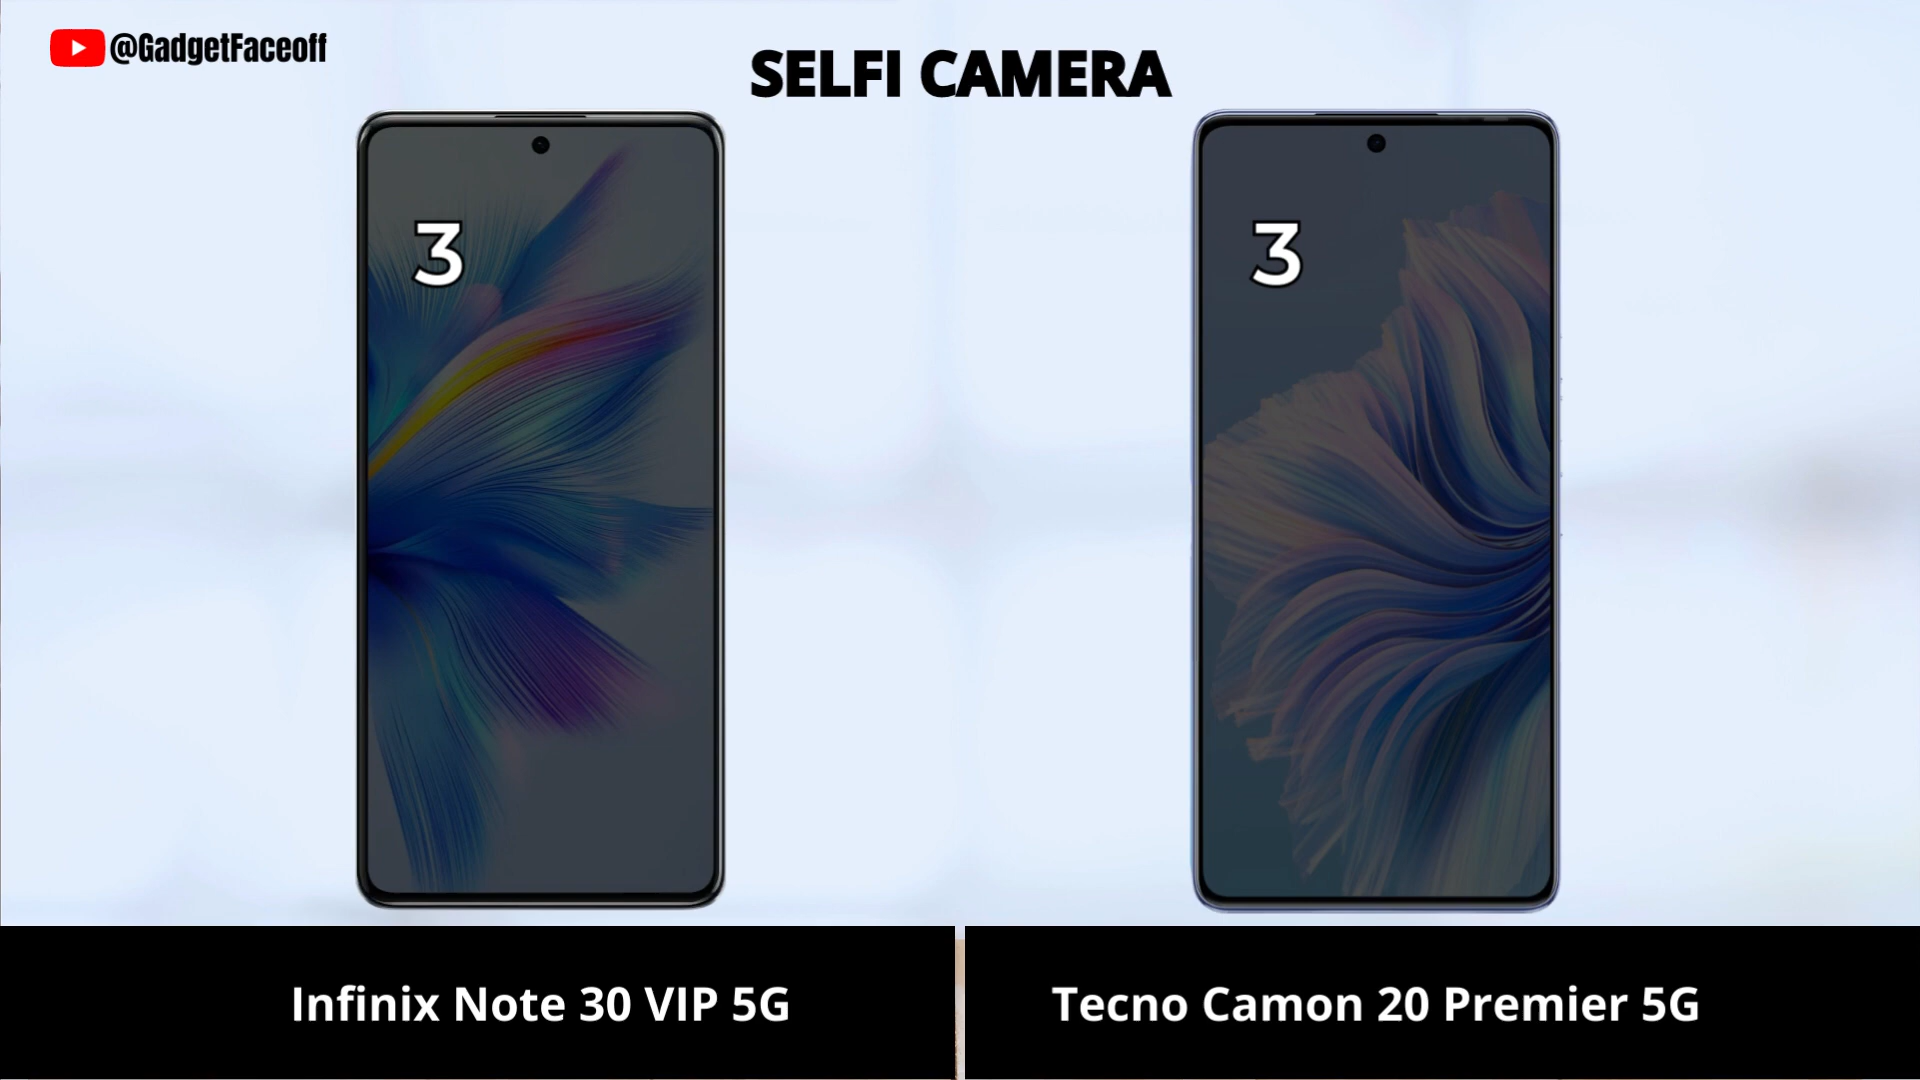 @GadgetFaceoff
SELFI CAMERA
3
3
Infinix Note 30 VIP 5G
Tecno Camon 20 Premier 5G